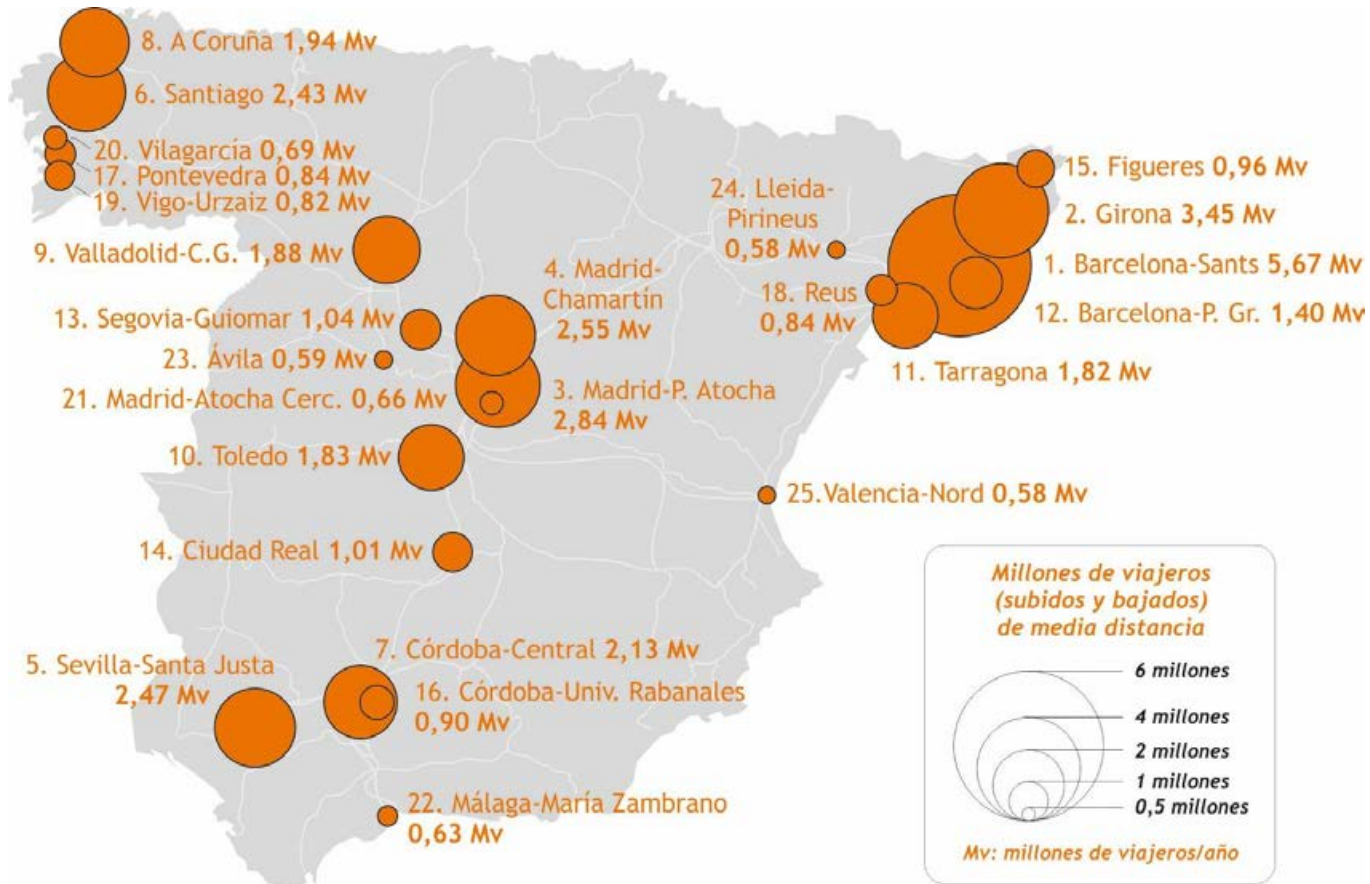 8. A Coruña 1,94 Mv
6. Santiago 2,43 Mv
20. Vilagarcía 0,69 Mv
17. Pontevedra 0,84 Mv
19. Vigo-Urzaiz 0,82 Mv
9. Valladolid-C.G. 1,88 Mv
13. Segovia-Guiomar 1,04 Mv
23. Ávila 0,59 Mv
21. Madrid-Atocha Cerc. 0,66 Mv
10. Toledo 1,83 Mv
14. Ciudad Real 1,01 Mv
4. Madrid-
Chamartín
2,55 Mv
3. Madrid-P. Atocha
2,84 Mv
24. Lleida-
Pirineus
0,58 Mv
18. Reus
0,84 Mv
15. Figueres 0,96 Mv
2. Girona 3,45 Mv
1. Barcelona-Sants 5,67 Mv
12. Barcelona-P. Gr. 1,40 Mv
11. Tarragona 1,82 Mv
25.Valencia-Nord 0,58 Mv
5. Sevilla-Santa Justa
2,47 Mv
7. Córdoba-Central 2,13 Mv
16. Córdoba-Univ. Rabanales
0,90 Mv
22. Málaga-María Zambrano
0,63 Mv
Millones de viajeros
(subidos y bajados)
de media distancia
6 millones
4 millones
2 millones
1 millones
0,5 millones
Mv: millones de viajeros/año